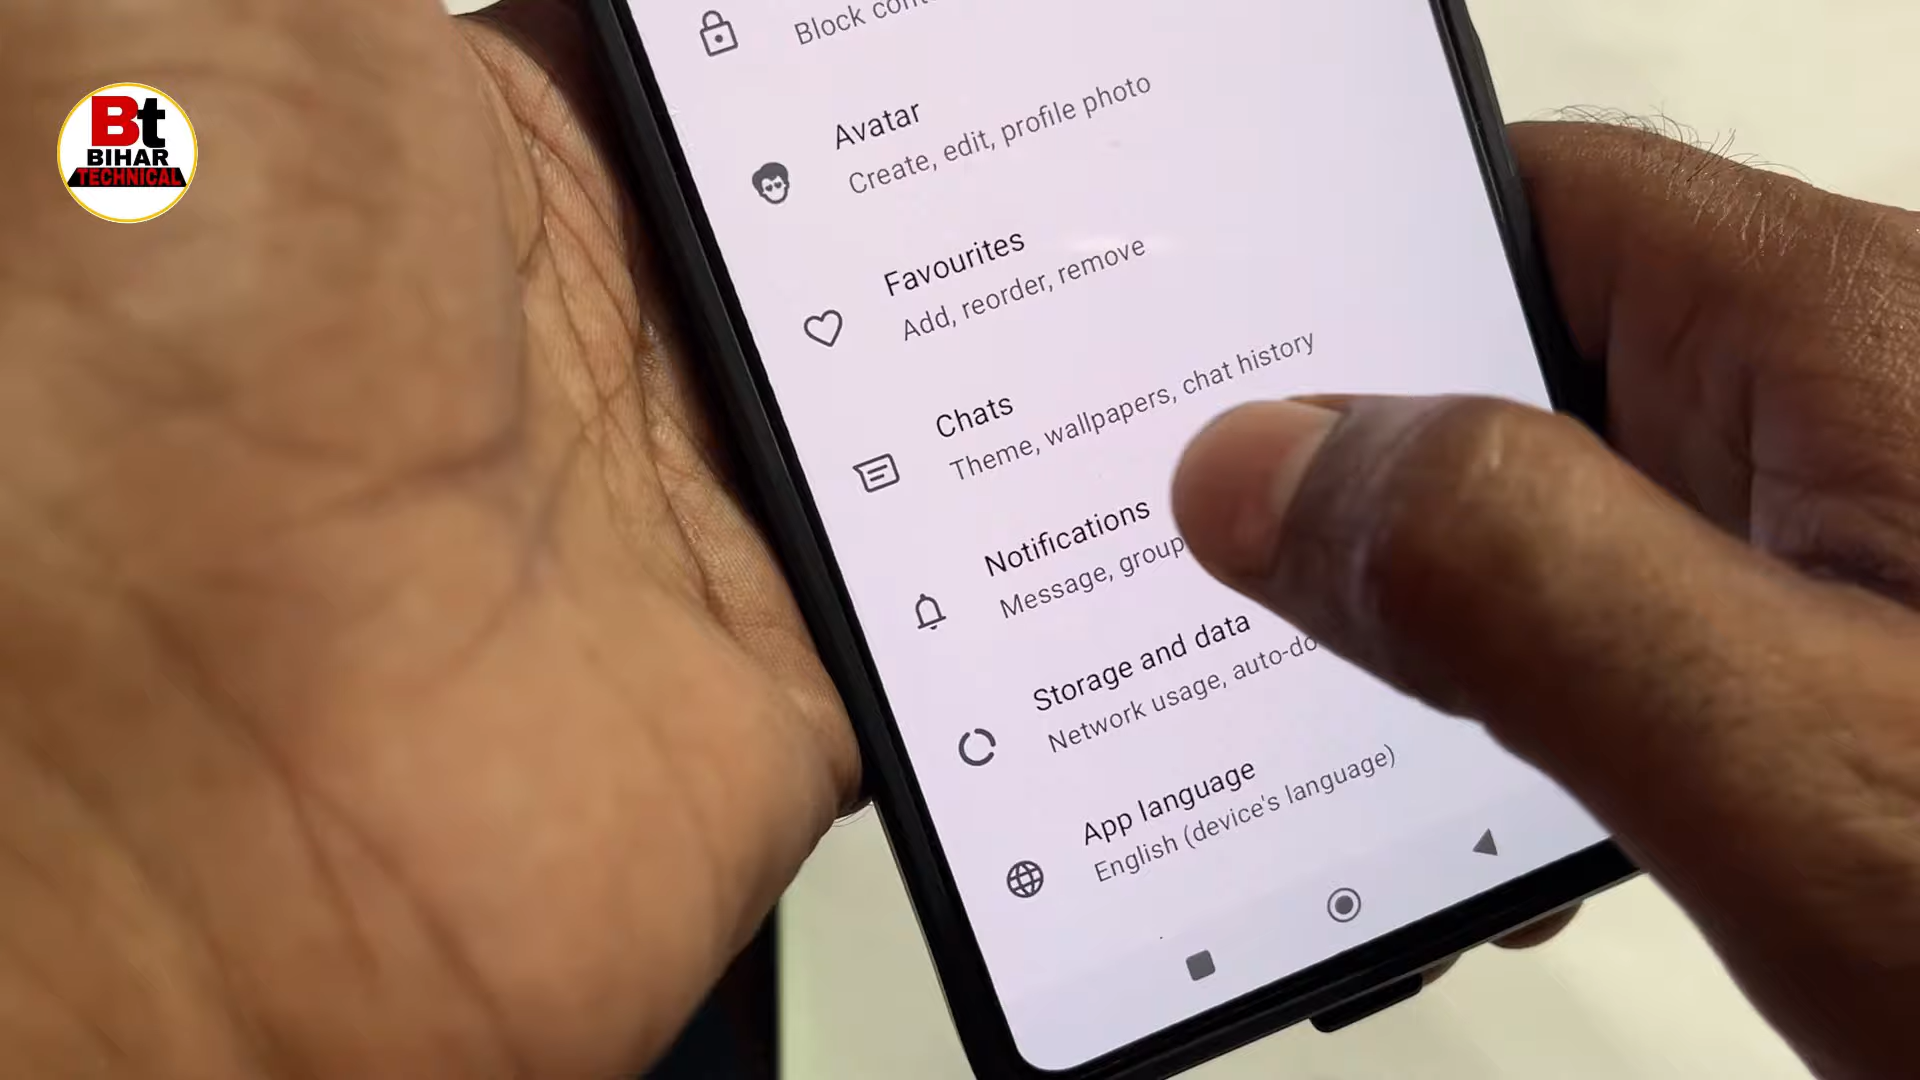 Bt
BIHAR
TECHNICAL
Block
Avatar
Create, edit, profile photo
Favourites
Add, reorder, remove
Chats
Theme, wallpapers, chat history
Notifications
Message, group
Storage and data
Network usage, auto-do
App language
English (device's language)